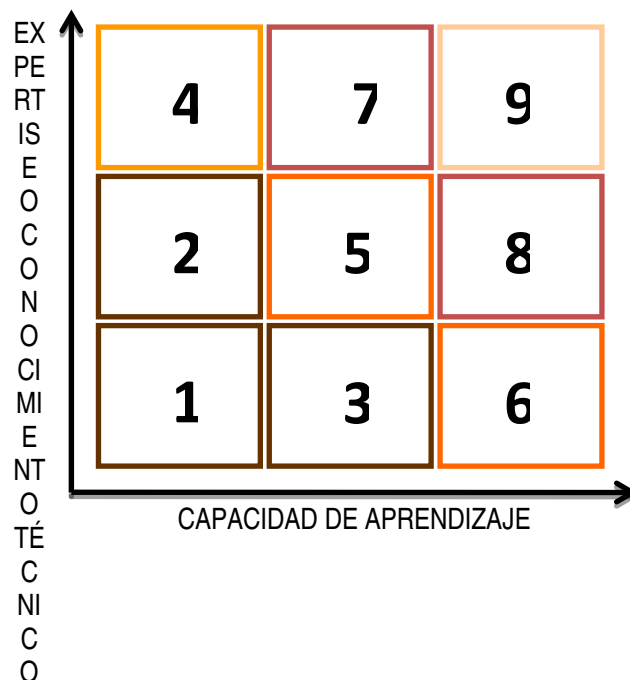 EX
PE
RT
IS
E
O
C
O
N
O
CI
MI
E
NT
O
TÉ
C
NI
C
O
4 7 9
2 5 8
1 3 6
CAPACIDAD DE APRENDIZAJE